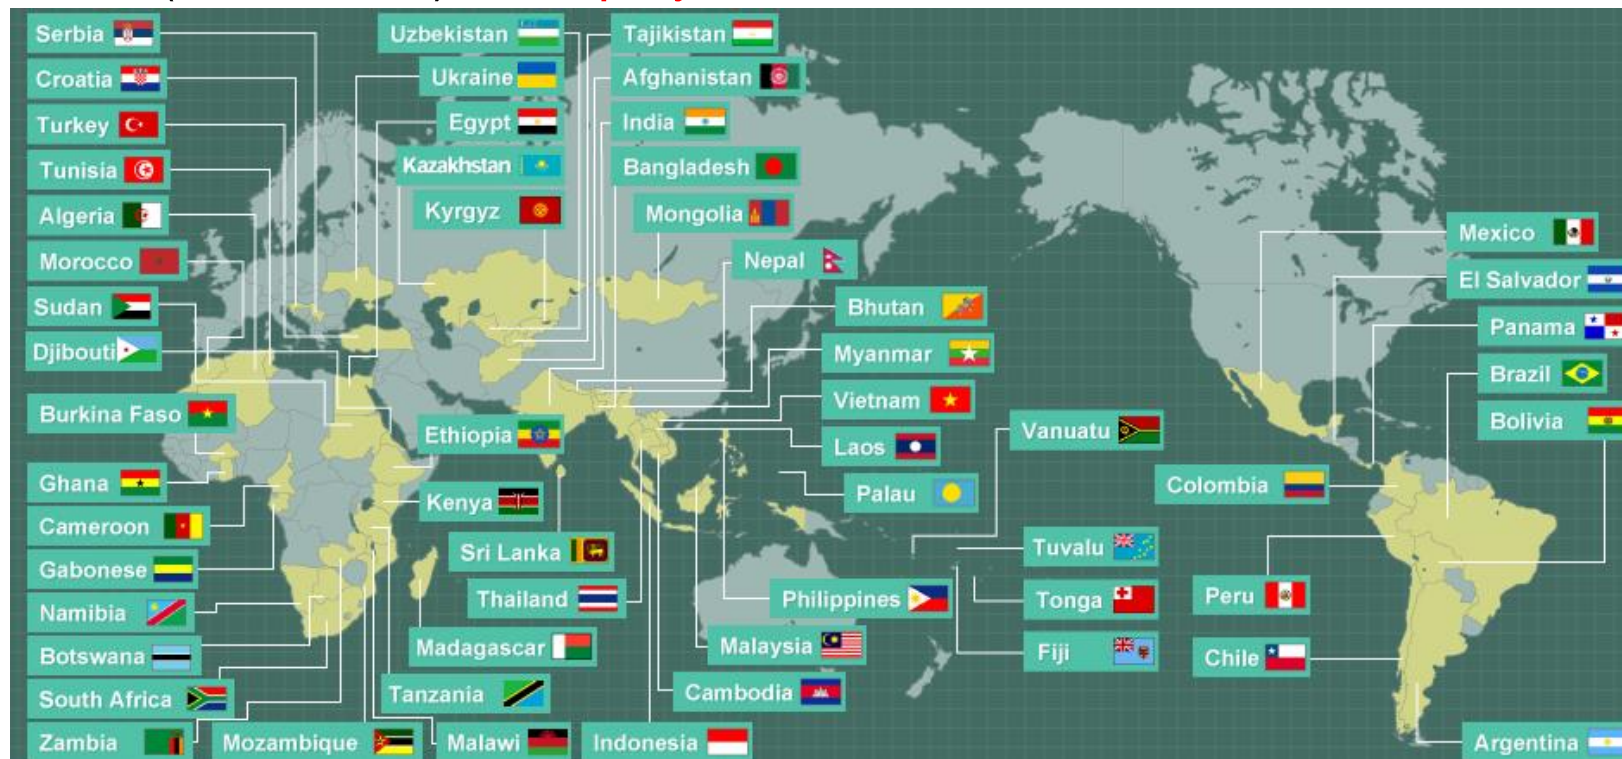 Serbia
Croatia
Turkey
Tunisia
Algeria
Morocco
Sudan
Djibouti
Burkina Faso
Ghana
Cameroon
Gabonese
Namibia
Botswana
South Africa
Zambia
Uzbekistan
Ukraine
Egypt
Kazakhstan
Kyrgyz
Ethiopia
Kenya
Sri Lanka
Thailand
Madagascar
Tanzania
Mozambique
Malawi
Indonesia
Tajikistan
Afghanistan
India
Bangladesh
Mongolia
Nepal
Bhutan
Myanmar
Vietnam
Laos
Palau
Philippines
Malaysia
Cambodia
Vanuatu
Tuvalu
Tonga
Fiji
Mexico
El Salvador
Panama
Brazil
Bolivia
Colombia
Peru
Chile
Argentina